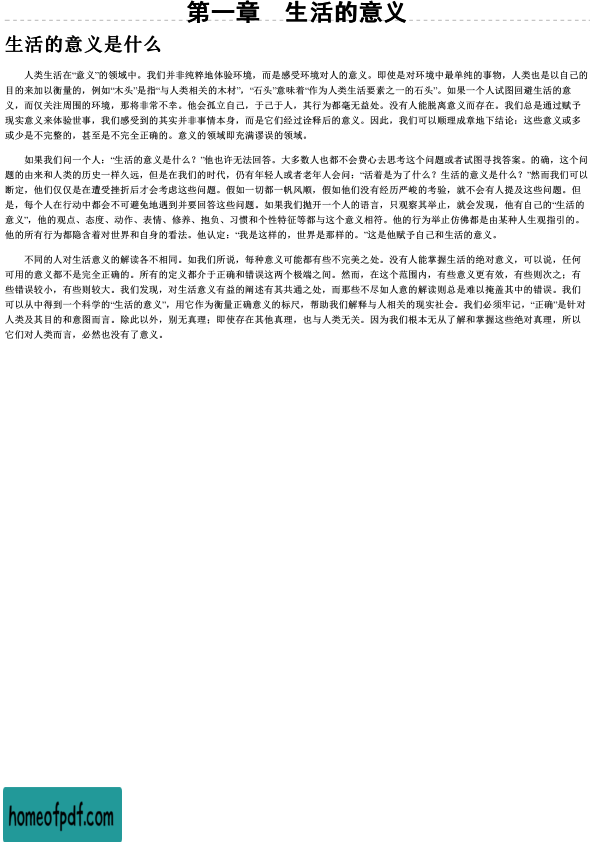 第一章 生活的意义
生活的意义是什么
人类生活在“意义”的领域中。我们并非纯粹地体验环境，而是感受环境对人的意义。即使是对环境中最单纯的事物，人类也是以自己的
目的来加以衡量的，例如“木头”是指“与人类相关的木材”，“石头”意味着“作为人类生活要素之一的石头”。如果一个人试图回避生活的意
义，而仅关注周围的环境，那将非常不幸。他会孤立自己，于己于人，其行为都毫无益处。没有人能脱离意义而存在。我们总是通过赋予
现实意义来体验世事，我们感受到的其实并非事情本身，而是它们经过诠释后的意义。因此，我们可以顺理成章地下结论：这些意义或多
或少是不完整的，甚至是不完全正确的。意义的领域即充满谬误的领域。
如果我们问一个人：“生活的意义是什么？”他也许无法回答。大多数人也都不会费心去思考这个问题或者试图寻找答案。的确，这个问
题的由来和人类的历史一样久远，但是在我们的时代，仍有年轻人或者老年人会问：“活着是为了什么？生活的意义是什么？”然而我们可以
断定，他们仅仅是在遭受挫折后才会考虑这些问题。假如一切都一帆风顺，假如他们没有经历严峻的考验，就不会有人提及这些问题。但
是，每个人在行动中都会不可避免地遇到并要回答这些问题。如果我们抛开一个人的语言，只观察其举止，就会发现，他有自己的“生活的
意义”，他的观点、态度、动作、表情、修养、抱负、习惯和个性特征等都与这个意义相符。他的行为举止仿佛都是由某种人生观指引的。
他的所有行为都隐含着对世界和自身的看法。他认定：“我是这样的，世界是那样的。”这是他赋予自己和生活的意义。
不同的人对生活意义的解读各不相同。如我们所说，每种意义可能都有些不完美之处。没有人能掌握生活的绝对意义，可以说，任何
可用的意义都不是完全正确的。所有的定义都介于正确和错误这两个极端之间。然而，在这个范围内，有些意义更有效，有些则次之；有
些错误较小，有些则较大。我们发现，对生活意义有益的阐述有其共通之处，而那些不尽如人意的解读则总是难以掩盖其中的错误。我们
可以从中得到一个科学的“生活的意义”，用它作为衡量正确意义的标尺，帮助我们解释与人相关的现实社会。我们必须牢记，“正确”是针对
人类及其目的和意图而言。除此以外，别无真理；即使存在其他真理，也与人类无关。因为我们根本无从了解和掌握这些绝对真理，所以
它们对人类而言，必然也没有了意义。
homeofpdf.com